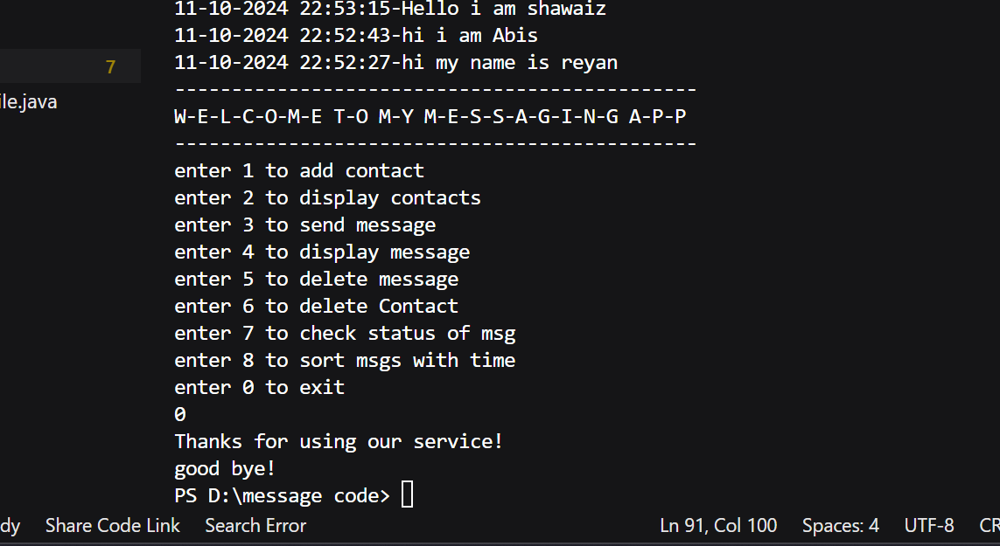 11-10-2024 22:53:15-Hello i am shawaiz
11-10-2024 22:52:43-hi i am Abis
7
11-10-2024 22:52:27-hi my name is reyan
----------------------------------------------
ile.java
W-E-L-C-O-M-E T-O M-Y M-E-S-S-A-G-I-N-G A-P-P
----------------------------------------------
enter 1 to add contact
enter 2 to display contacts
enter 3 to send message
enter 4 to display message
enter 5 to delete message
enter 6 to delete Contact
enter 7 to check status of msg
enter 8 to sort msgs with time
enter 0 to exit
0
Thanks for using our service!
good bye!
PS D:\message code>
dy Share Code Link Search Error Ln 91, Col 100 Spaces: 4 UTF-8 CR